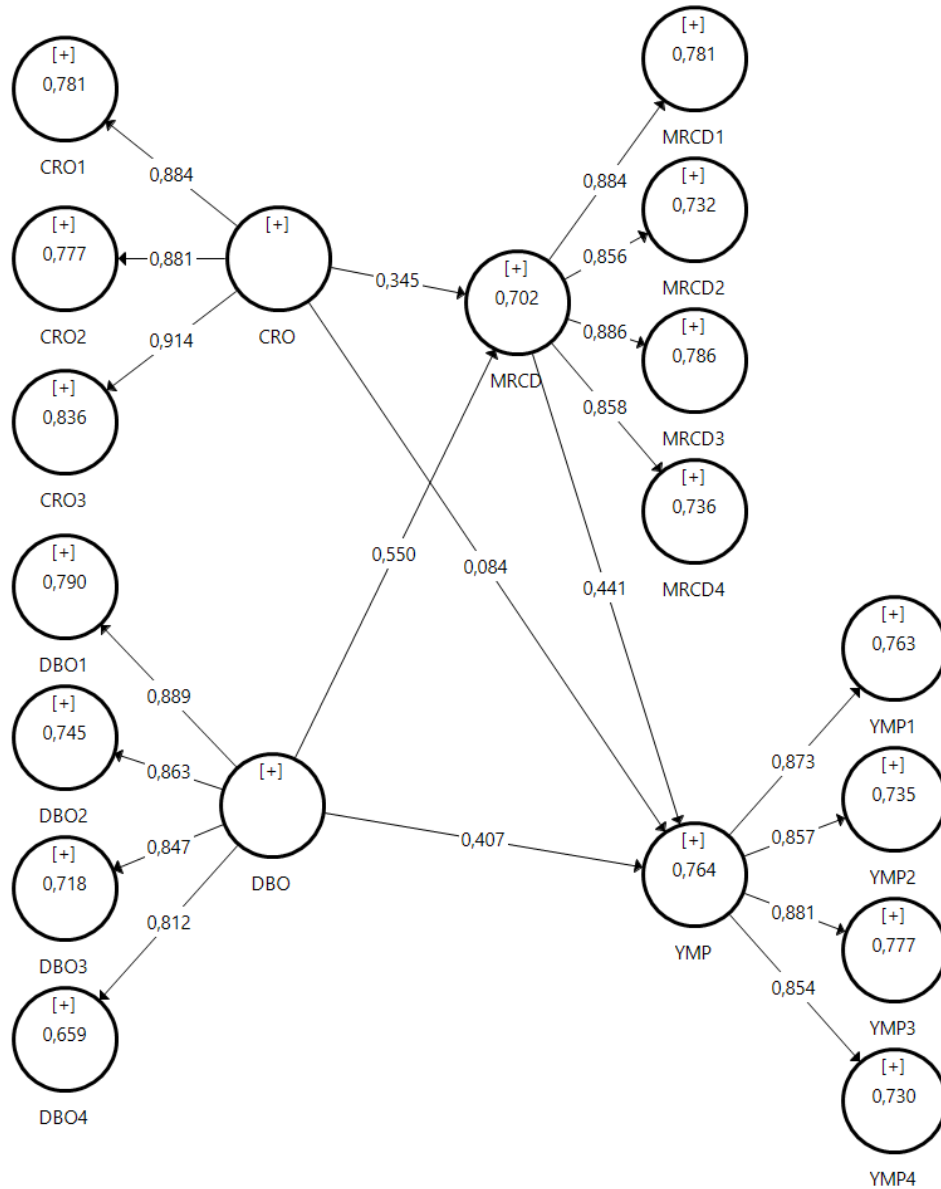 [+]
0,781
CRO1
[+]
0,777
CRO2
[+]
0,836
CRO3
[+]
0,790
DBO1
[+]
0,745
DBO2
[+]
0,718
DBO3
[+]
0,659
DBO4
0,884
0,881
0,914
0,889
0,863
0,847
0,812
[+]
CRO
[+]
DBO
0,345
0,550
0,084
0,441
0,407
[+]
0,702
MRCD
0,884
0,856
0,886
0,858
[+]
0,781
MRCD1
[+]
0,732
MRCD2
[+]
0,786
MRCD3
[+]
0,736
MRCD4
[+]
0,764
YMP
0,873
0,857
0,881
0,854
[+]
0,763
YMP1
[+]
0,735
YMP2
[+]
0,777
YMP3
[+]
0,730
YMP4